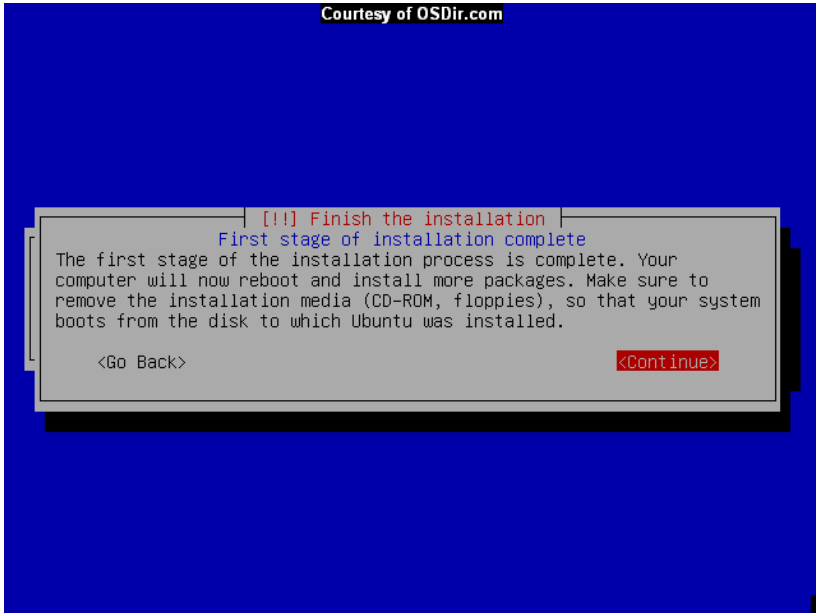 Courtesy of OSDir.com
[!!] Finish the installation
First stage of installation complete
The first stage of the installation process is complete. Your
computer will now reboot and install more packages. Make sure to
remove the installation media (CD-ROM, floppies), so that your system
boots from the disk to which Ubuntu was installed.
<Go Back> <Continue>